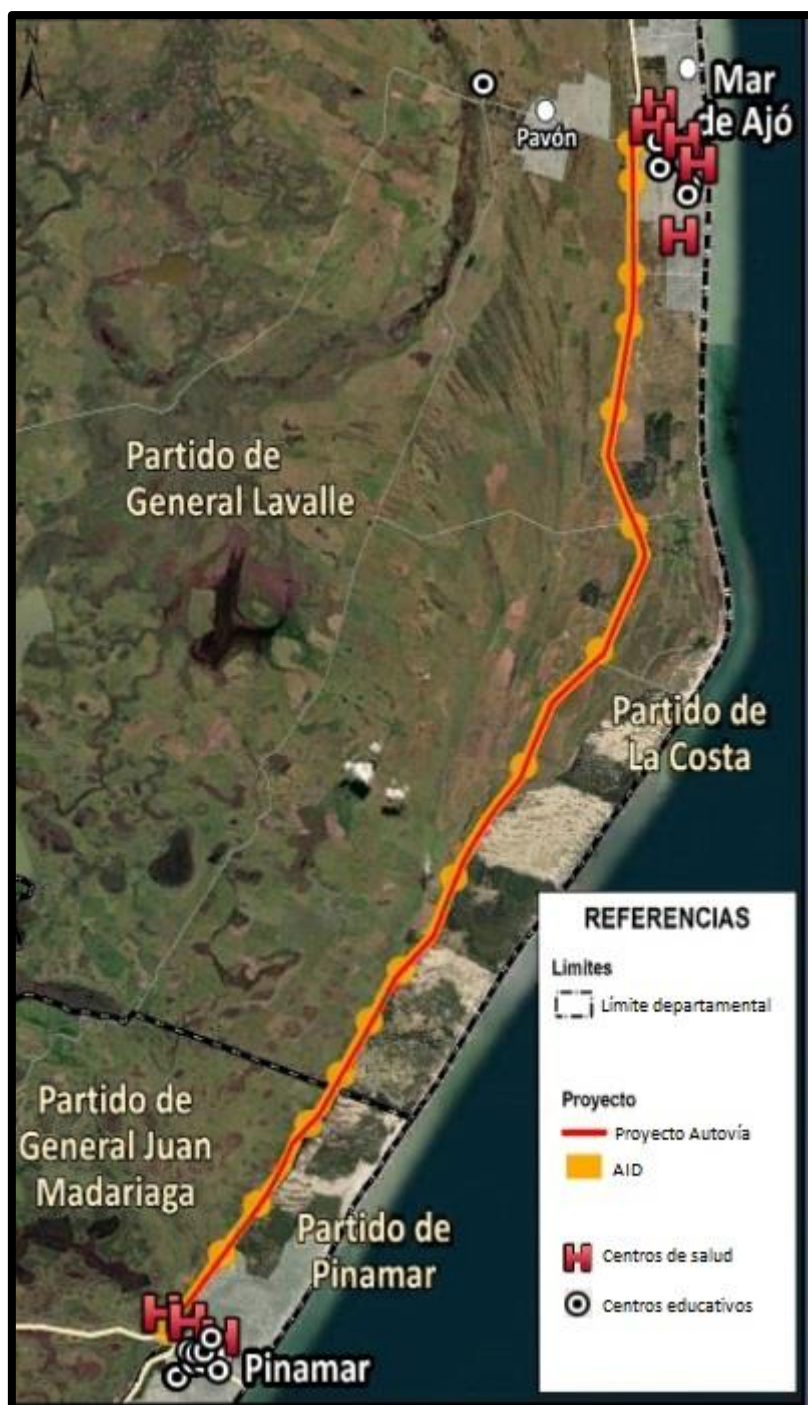 N
Mar
de Ajó
Pavón
Partido de
General Lavalle
Partido de
La Costa
Partido de
General Juan
Madariaga
Partido de
Pinamar
Pinamar
REFERENCIAS
Limites
Límite departamental
Proyecto
Proyecto Autovía
AID
Centros de salud
Centros educativos